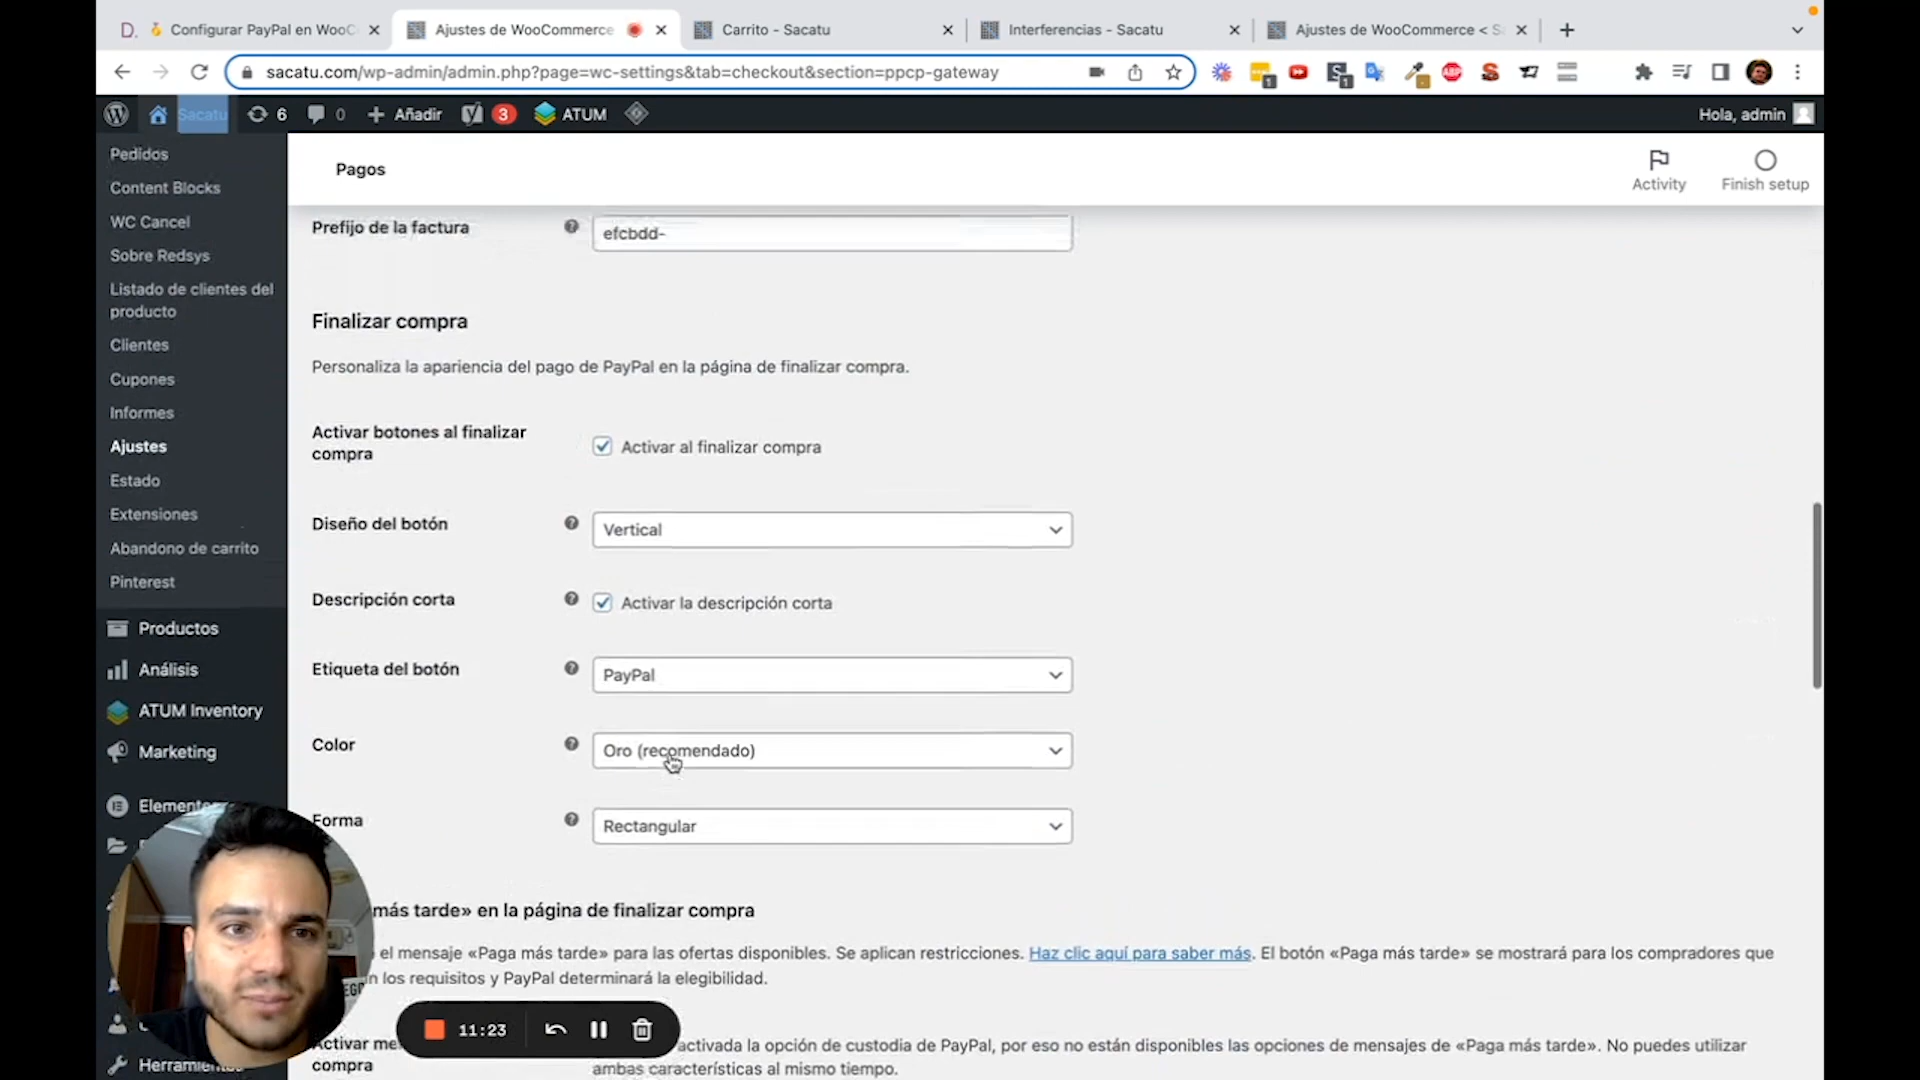 Configurar PayPal en WooC
Ajustes de WooCommerce
Carrito - Sacatu
Interferencias - Sacatu
Ajustes de WooCommerce < S
sacatu.com/wp-admin/admin.php?page=wc-settings&tab=checkout&section=ppcp-gateway
Sacatu
6
0
Añadir
3
ATUM
Hola, admin
Pedidos
Content Blocks
WC Cancel
Sobre Redsys
Listado de clientes del
producto
Clientes
Cupones
Informes
Ajustes
Estado
Extensiones
Abandono de carrito
Pinterest
Productos
Análisis
ATUM Inventory
Marketing
Elemento
Herramientas
Pagos
Activity
Finish setup
Prefijo de la factura
efcbdd-
Finalizar compra
Personaliza la apariencia del pago de PayPal en la página de finalizar compra.
Activar botones al finalizar
compra
Activar al finalizar compra
Diseño del botón
Vertical
Descripción corta
Activar la descripción corta
Etiqueta del botón
PayPal
Color
Oro (recomendado)
Forma
Rectangular
más tarde» en la página de finalizar compra
el mensaje «Paga más tarde» para las ofertas disponibles. Se aplican restricciones. Haz clic aquí para saber más. El botón «Paga más tarde» se mostrará para los compradores que
n los requisitos y PayPal determinará la elegibilidad.
Activar me
compra
activada la opción de custodia de PayPal, por eso no están disponibles las opciones de mensajes de «Paga más tarde». No puedes utilizar
ambas características al mismo tiempo.
11:23